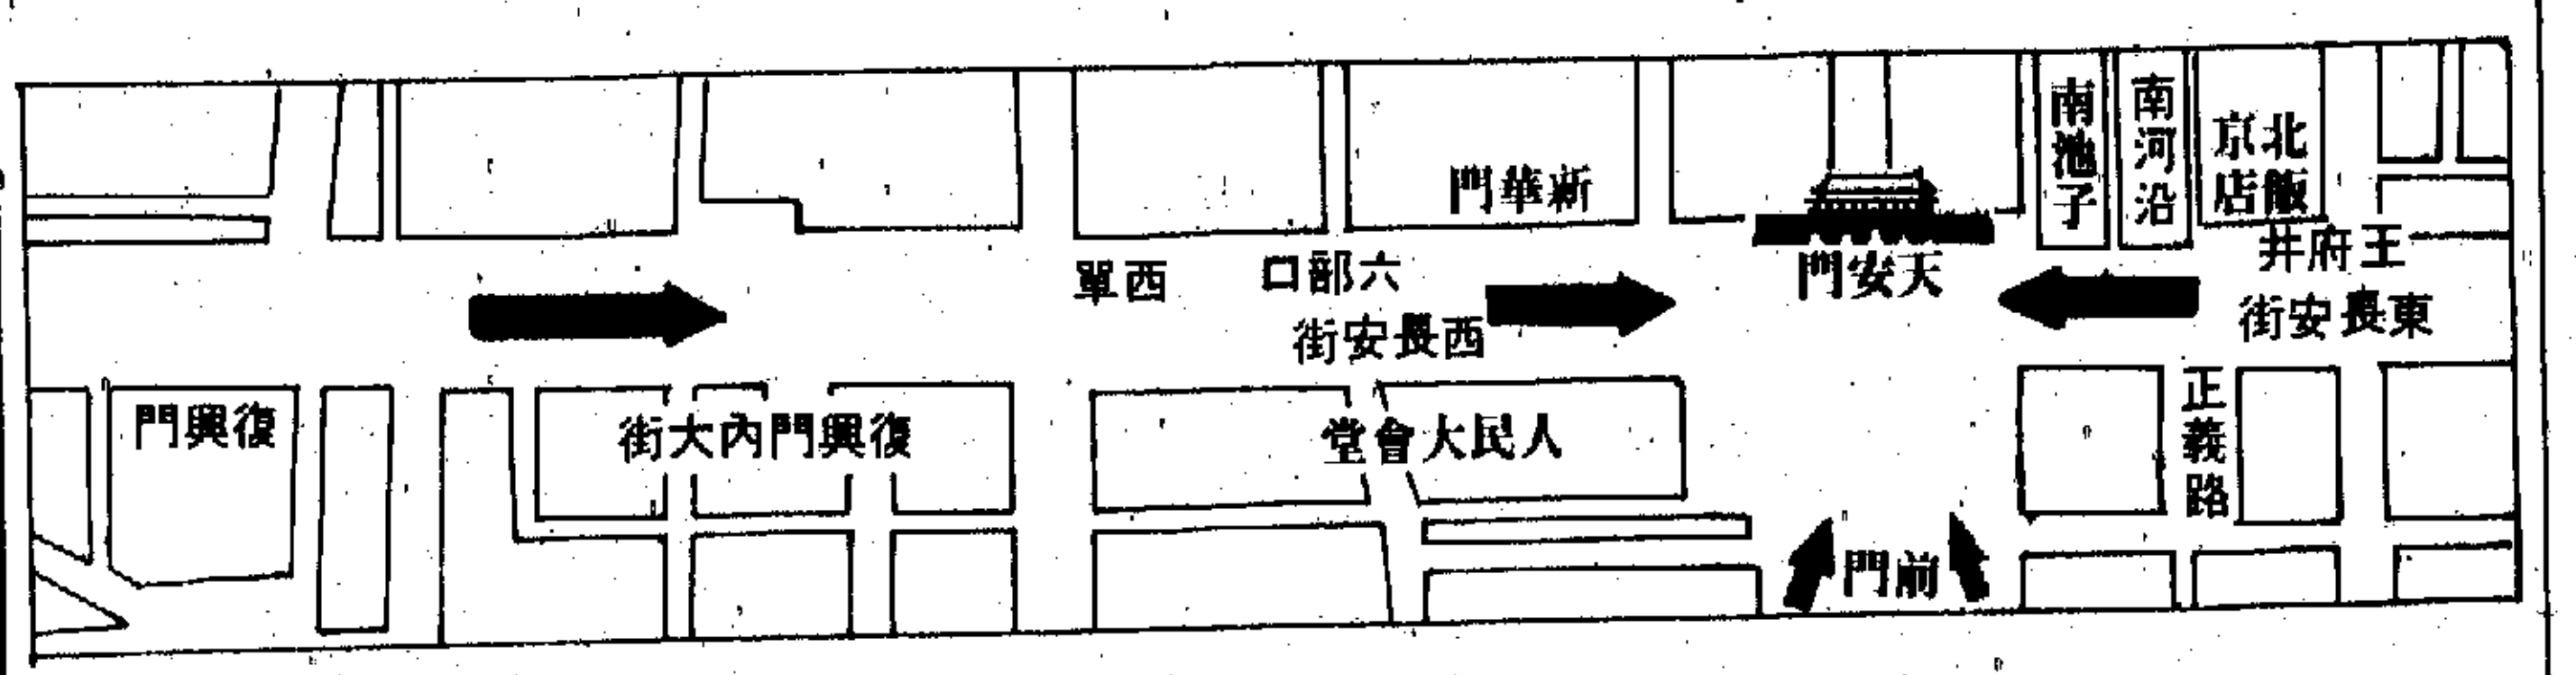 南池子
南河沿
北京
飯店
新華門
王府井
天安門
六部口
西單
東長安街
西長安街
正義路
人民大會堂
復興門內大街
復興門
前門